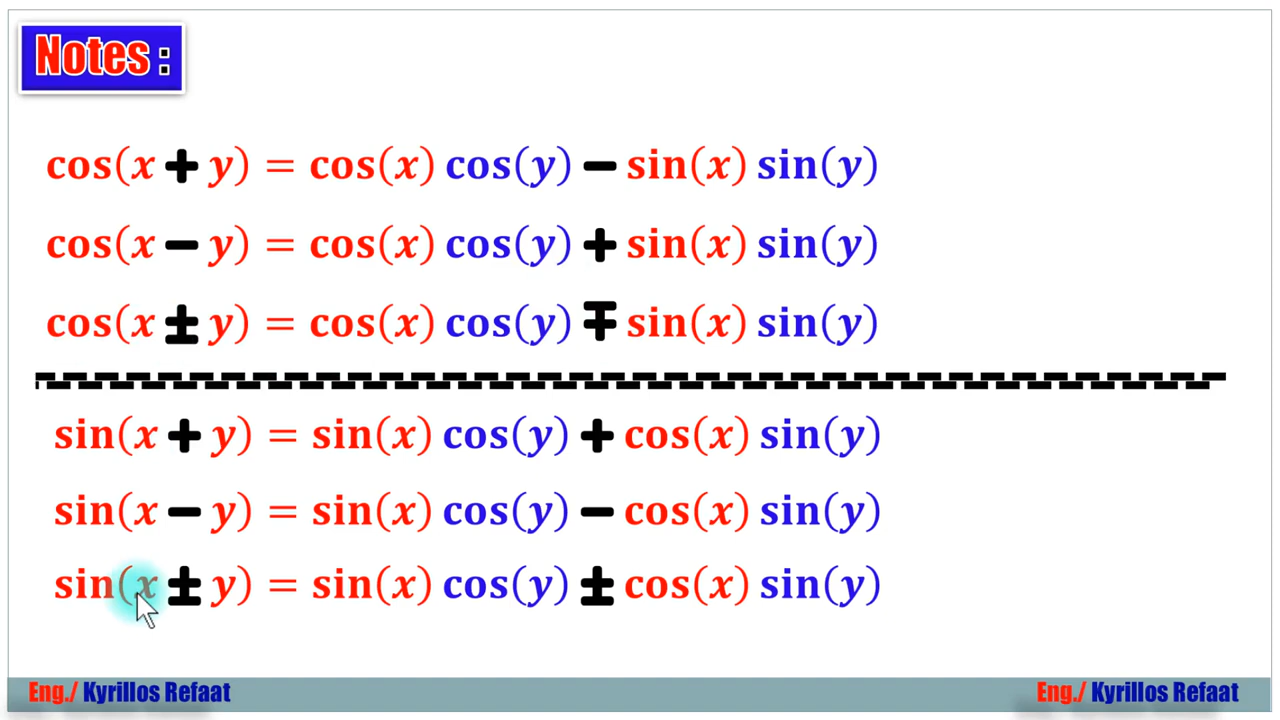 Notes :
cos(x + y) = cos(x) cos(y) − sin(x) sin(y)
cos(x − y) = cos(x) cos(y) + sin(x) sin(y)
cos(x ± y) = cos(x) cos(y) ∓ sin(x) sin(y)
sin(x + y) = sin(x) cos(y) + cos(x) sin(y)
sin(x − y) = sin(x) cos(y) − cos(x) sin(y)
sin(x ± y) = sin(x) cos(y) ± cos(x) sin(y)
Eng./ Kyrillos Refaat
Eng./ Kyrillos Refaat